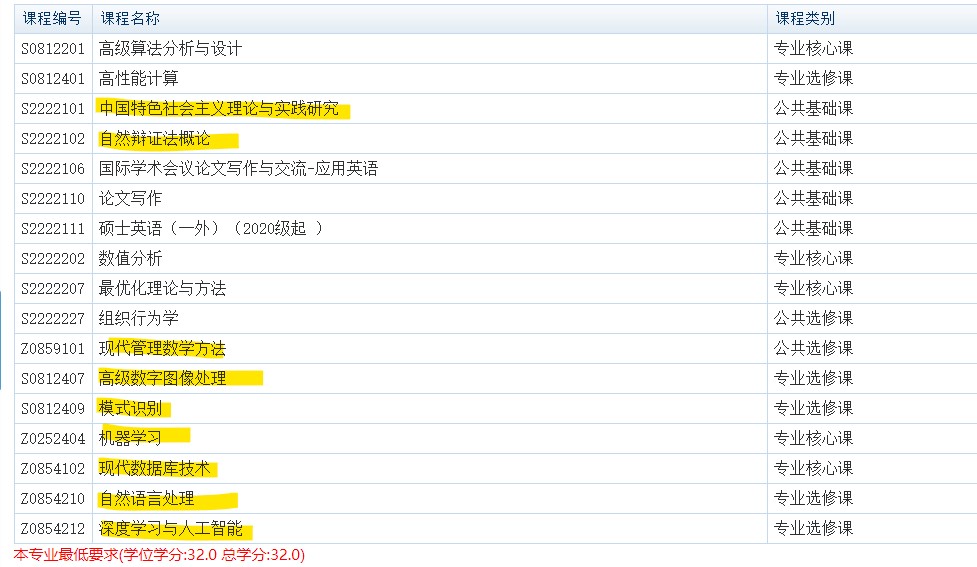 课程编号 课程名称 课程类别
S0812201 高级算法分析与设计 专业核心课
S0812401 高性能计算 专业选修课
S2222101 中国特色社会主义理论与实践研究 公共基础课
S2222102 自然辩证法概论 公共基础课
S2222106 国际学术会议论文写作与交流-应用英语 公共基础课
S2222110 论文写作 公共基础课
S2222111 硕士英语（一外）（2020级起 ） 公共基础课
S2222202 数值分析 专业核心课
S2222207 最优化理论与方法 专业核心课
S2222227 组织行为学 公共选修课
Z0859101 现代管理数学方法 公共选修课
S0812407 高级数字图像处理 专业选修课
S0812409 模式识别 专业选修课
Z0252404 机器学习 专业核心课
Z0854102 现代数据库技术 专业核心课
Z0854210 自然语言处理 专业选修课
Z0854212 深度学习与人工智能 专业选修课
本专业最低要求(学位学分:32.0 总学分:32.0)